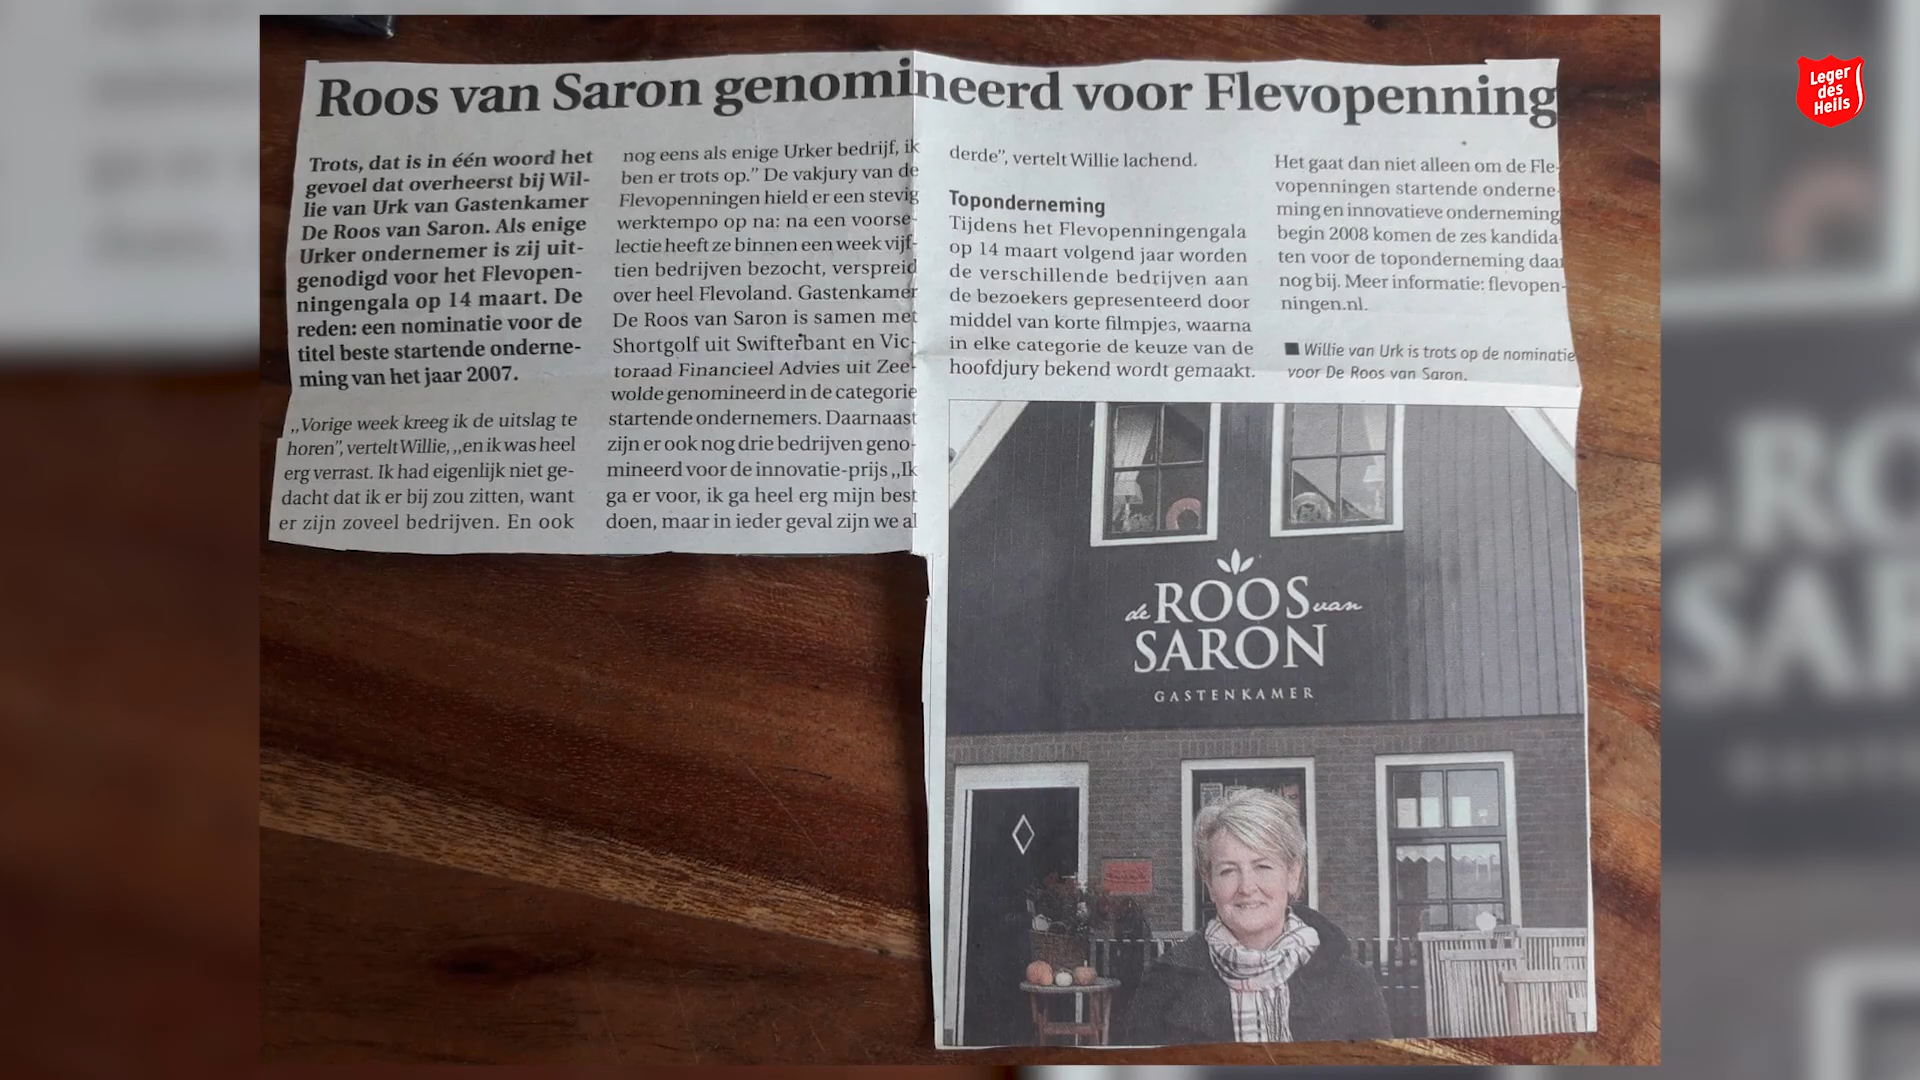 Roos van Saron genomineerd voor Flevopenning
Trots, dat is in één woord het
gevoel dat overheerst bij Wil-
lie van Urk van Gastenkamer
De Roos van Saron. Als enige
Urker ondernemer is zij uit-
genodigd voor het Flevopen-
ningengala op 14 maart. De
reden: een nominatie voor de
titel beste startende onderne-
ming van het jaar 2007.
,,Vorige week kreeg ik de uitslag te
horen”, vertelt Willie, ,,en ik was heel
erg verrast. Ik had eigenlijk niet ge-
dacht dat ik er bij zou zitten, want
er zijn zoveel bedrijven. En ook
nog eens als enige Urker bedrijf, ik
ben er trots op.” De vakjury van de
Flevopenningen hield er een stevig
werktempo op na: na een voorse-
lectie heeft ze binnen een week vijf-
tien bedrijven bezocht, verspreid
over heel Flevoland. Gastenkamer
De Roos van Saron is samen met
Shortgolf uit Swifterbant en Vic-
toraad Financieel Advies uit Zee-
wolde genomineerd in de categorie
startende ondernemers. Daarnaast
zijn er ook nog drie bedrijven geno-
mineerd voor de innovatie-prijs ,,Ik
ga er voor, ik ga heel erg mijn best
doen, maar in ieder geval zijn we al
derde”, vertelt Willie lachend.
Toponderneming
Tijdens het Flevopenningengala
op 14 maart volgend jaar worden
de verschillende bedrijven aan
de bezoekers gepresenteerd door
middel van korte filmpjes, waarna
in elke categorie de keuze van de
hoofdjury bekend wordt gemaakt.
Het gaat dan niet alleen om de Fle-
vopenningen startende onderne-
ming en innovatieve onderneming,
begin 2008 komen de zes kandida-
ten voor de toponderneming daar
nog bij. Meer informatie: flevopen-
ningen.nl.
■ Willie van Urk is trots op de nominatie
voor De Roos van Saron.
de ROOS van
SARON
GASTENKAMER
Leger
des
Heils